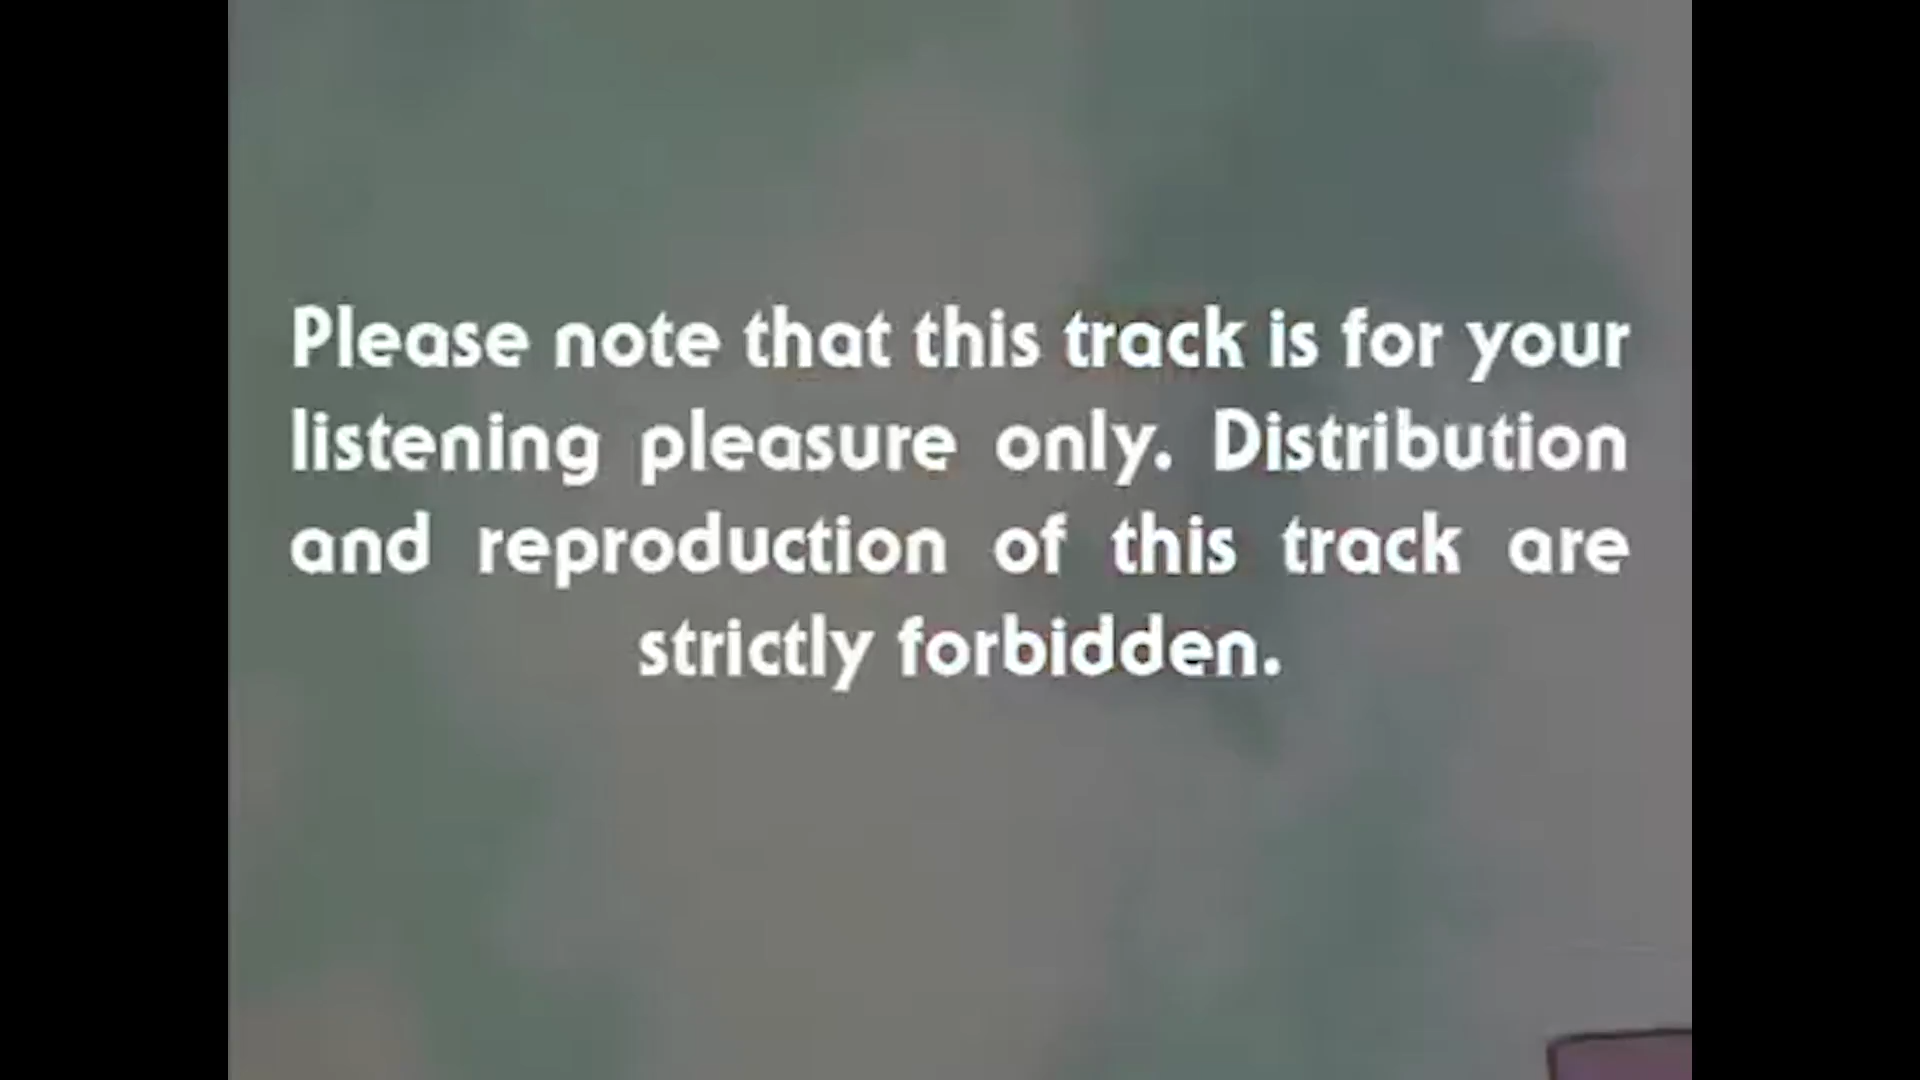 Please note that this track is for your
listening pleasure only. Distribution
and reproduction of this track are
strictly forbidden.